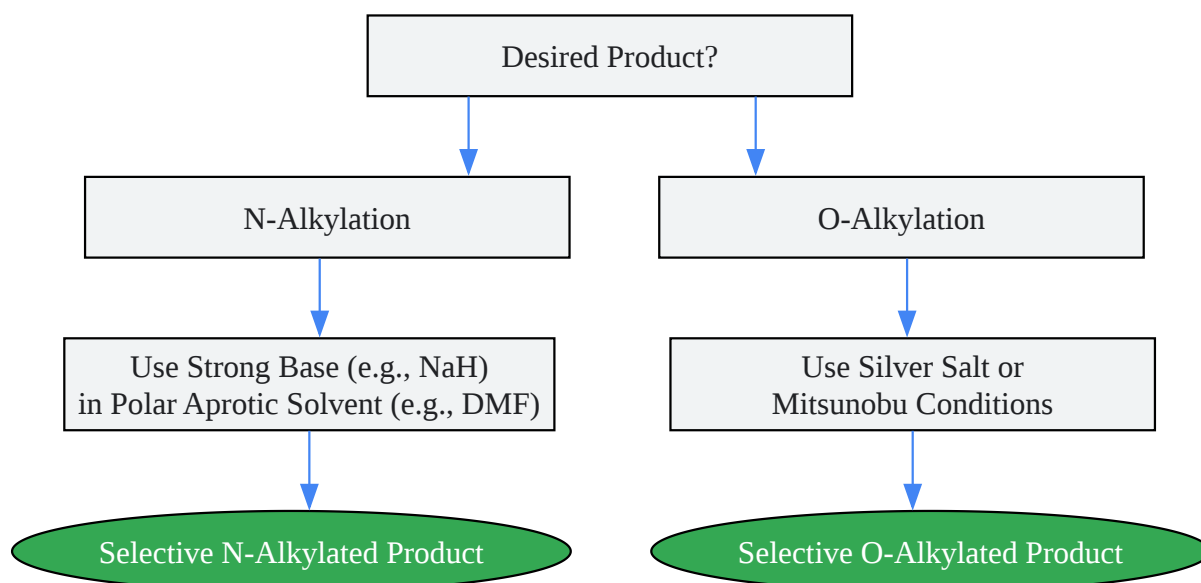 Desired Product?
N-Alkylation
O-Alkylation
Use Strong Base (e.g., NaH)
in Polar Aprotic Solvent (e.g., DMF)
Use Silver Salt or
Mitsunobu Conditions
Selective N-Alkylated Product
Selective O-Alkylated Product